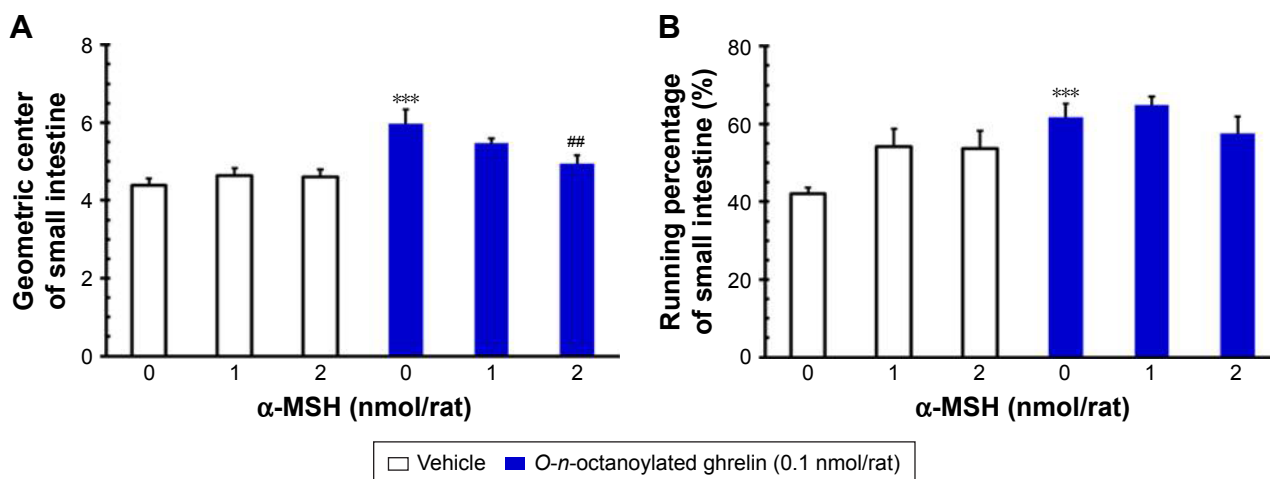 A
Geometric center
of small intestine
8
6
4
2
0
***
##
0 1 2 0 1 2
α-MSH (nmol/rat)
B
Running percentage
of small intestine (%)
80
60
40
20
0
***
0 1 2 0 1 2
α-MSH (nmol/rat)
Vehicle O-n-octanoylated ghrelin (0.1 nmol/rat)